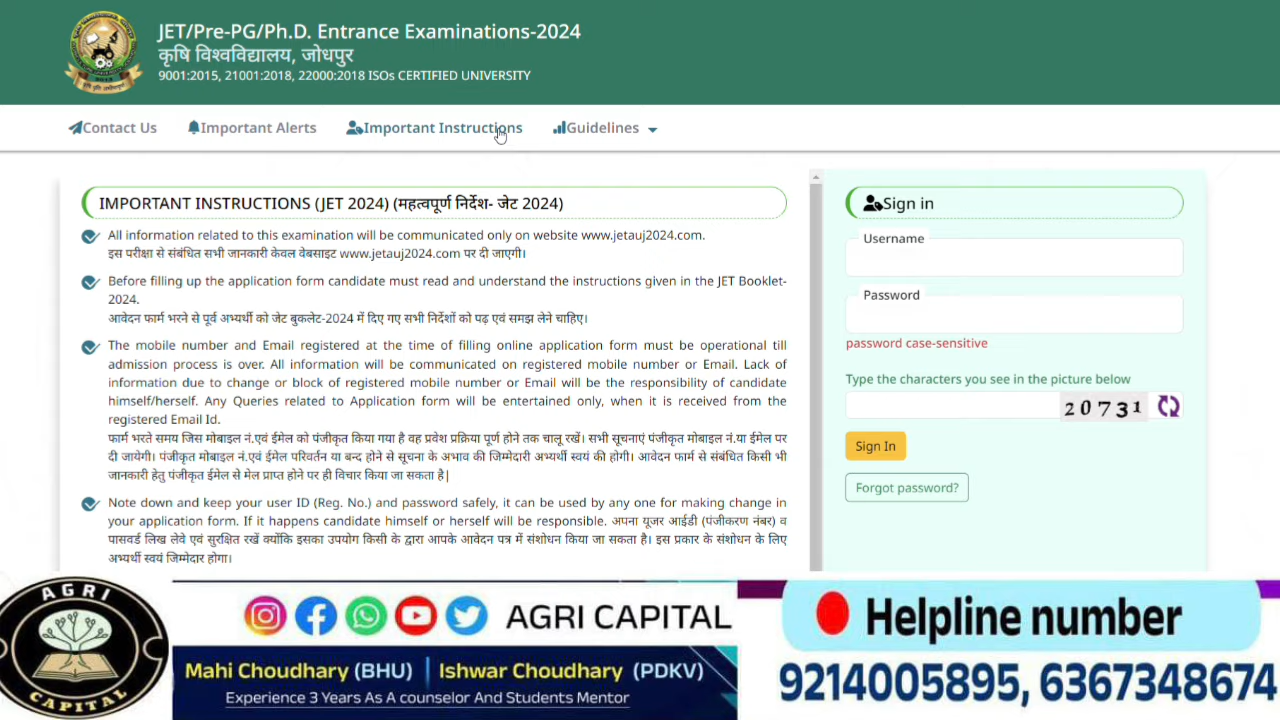 JET/Pre-PG/Ph.D. Entrance Examinations-2024
कृषि विश्वविद्यालय, जोधपुर
9001:2015, 21001:2018, 22000:2018 ISOs CERTIFIED UNIVERSITY
Contact Us
Important Alerts
Important Instructions
Guidelines
IMPORTANT INSTRUCTIONS (JET 2024) (महत्वपूर्ण निर्देश- जेट 2024)
All information related to this examination will be communicated only on website www.jetauj2024.com.
इस परीक्षा से संबंधित सभी जानकारी केवल वेबसाइट www.jetauj2024.com पर दी जाएगी।
Before filling up the application form candidate must read and understand the instructions given in the JET Booklet-
2024.
आवेदन फार्म भरने से पूर्व अभ्यर्थी को जेट बुकलेट-2024 में दिए गए सभी निर्देशों को पढ़ एवं समझ लेने चाहिए।
The mobile number and Email registered at the time of filling online application form must be operational till
admission process is over. All information will be communicated on registered mobile number or Email. Lack of
information due to change or block of registered mobile number or Email will be the responsibility of candidate
himself/herself. Any Queries related to Application form will be entertained only, when it is received from the
registered Email Id.
फार्म भरते समय जिस मोबाइल नं.एवं ईमेल को पंजीकृत किया गया है वह प्रवेश प्रक्रिया पूर्ण होने तक चालू रखें। सभी सूचनाएं पंजीकृत मोबाइल नं.या ईमेल पर
दी जायेगी। पंजीकृत मोबाइल नं.एवं ईमेल परिवर्तन या बन्द होने से सूचना के अभाव की जिम्मेदारी अभ्यर्थी स्वयं की होगी। आवेदन फार्म से संबंधित किसी भी
जानकारी हेतु पंजीकृत ईमेल से मेल प्राप्त होने पर ही विचार किया जा सकता है|
Note down and keep your user ID (Reg. No.) and password safely, it can be used by any one for making change in
your application form. If it happens candidate himself or herself will be responsible. अपना यूजर आईडी (पंजीकरण नंबर) व
पासवर्ड लिख लेवे एवं सुरक्षित रखें क्योंकि इसका उपयोग किसी के द्वारा आपके आवेदन पत्र में संशोधन किया जा सकता है। इस प्रकार के संशोधन के लिए
अभ्यर्थी स्वयं जिम्मेदार होगा।
Sign in
Username
Password
password case-sensitive
Type the characters you see in the picture below
20731
Sign In
Forgot password?
AGRI
CAPITAL
AGRI CAPITAL
Mahi Choudhary (BHU) | Ishwar Choudhary (PDKV)
Experience 3 Years As A counselor And Students Mentor
Helpline number
9214005895, 6367348674